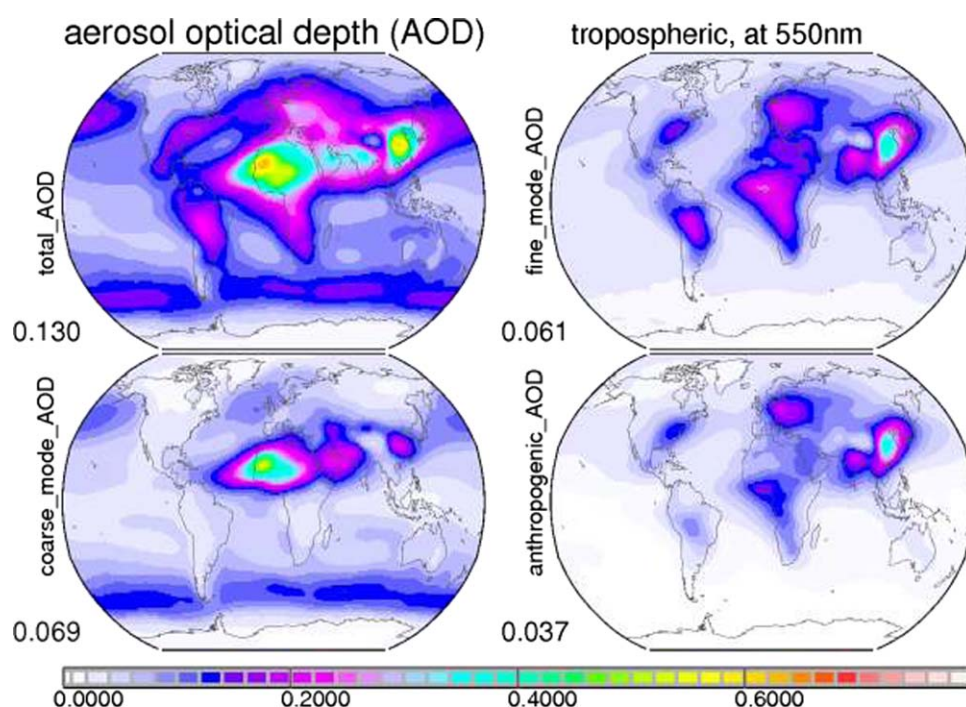 aerosol optical depth (AOD)
tropospheric, at 550nm
total_AOD
0.130
fine_mode_AOD
0.061
coarse_mode_AOD
0.069
anthropogenic_AOD
0.037
0.0000 0.2000 0.4000 0.6000